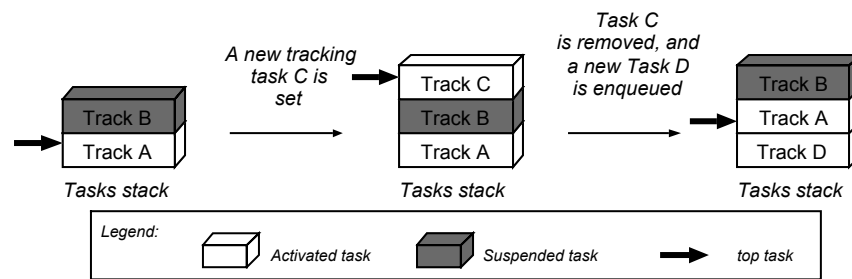 A new tracking
task C is
set
Task C
is removed, and
a new Task D
is enqueued
Track B
Track A
Tasks stack
Track C
Track B
Track A
Tasks stack
Track B
Track A
Track D
Tasks stack
Legend:
Activated task
Suspended task
top task